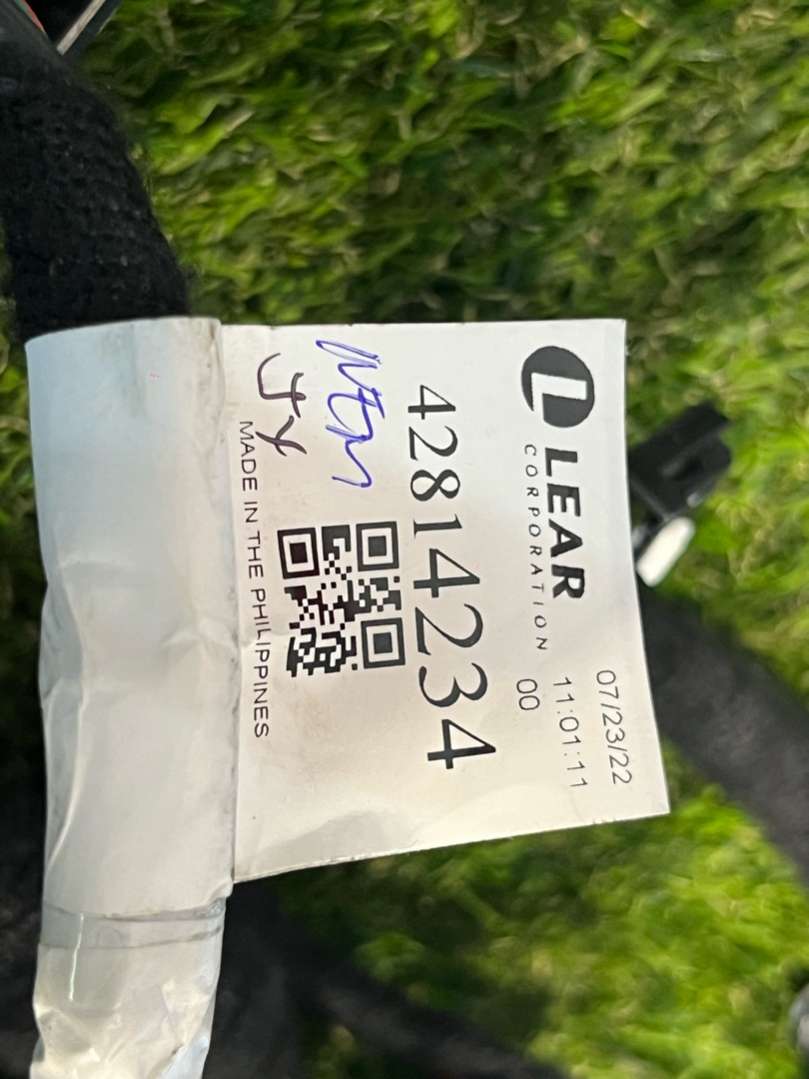 LEAR
CORPORATION
07/23/22
11:01:11
00
42814234
MADE IN THE PHILIPPINES